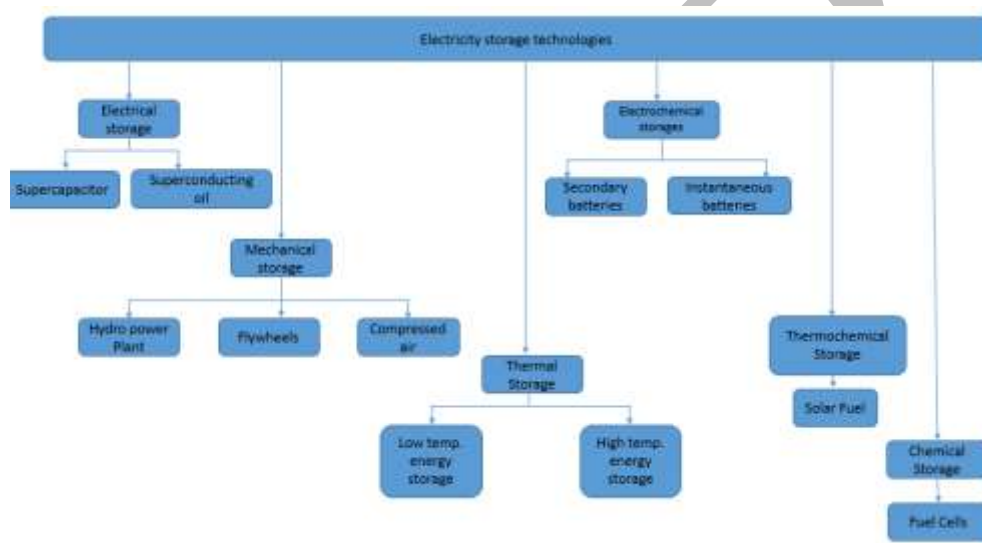 Electricity storage technologies
Electrical
storage
Supercapacitor
Superconducting
oil
Electrochemical
storages
Secondary
batteries
Instantaneous
batteries
Mechanical
storage
Hydro power
Plant
Flywheels
Compressed
air
Thermal
Storage
Low temp.
energy
storage
High temp.
energy
storage
Thermochemical
Storage
Solar Fuel
Chemical
Storage
Fuel Cells